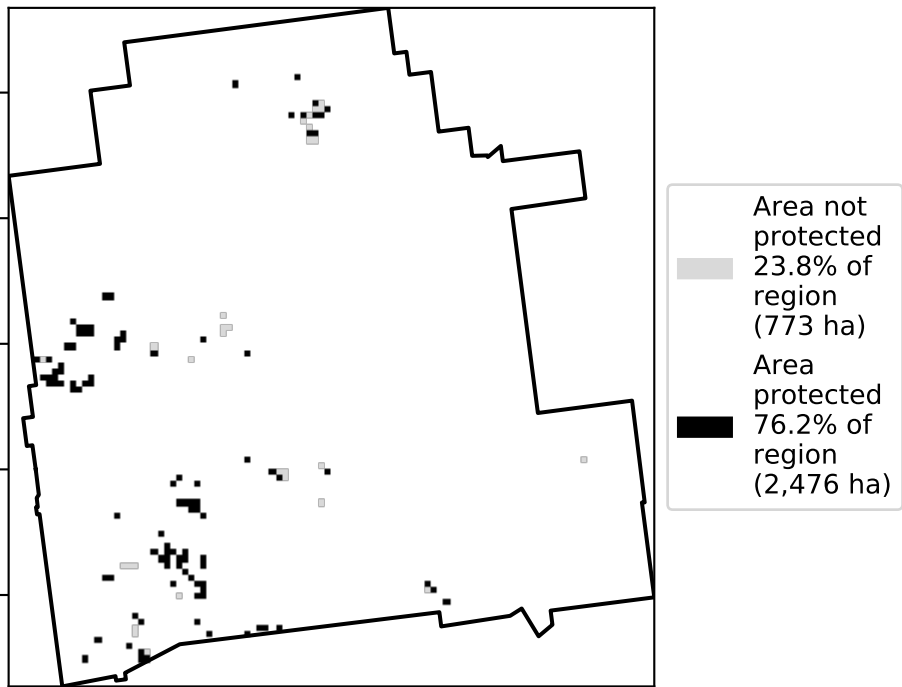 Area not
protected
23.8% of
region
(773 ha)
Area
protected
76.2% of
region
(2,476 ha)